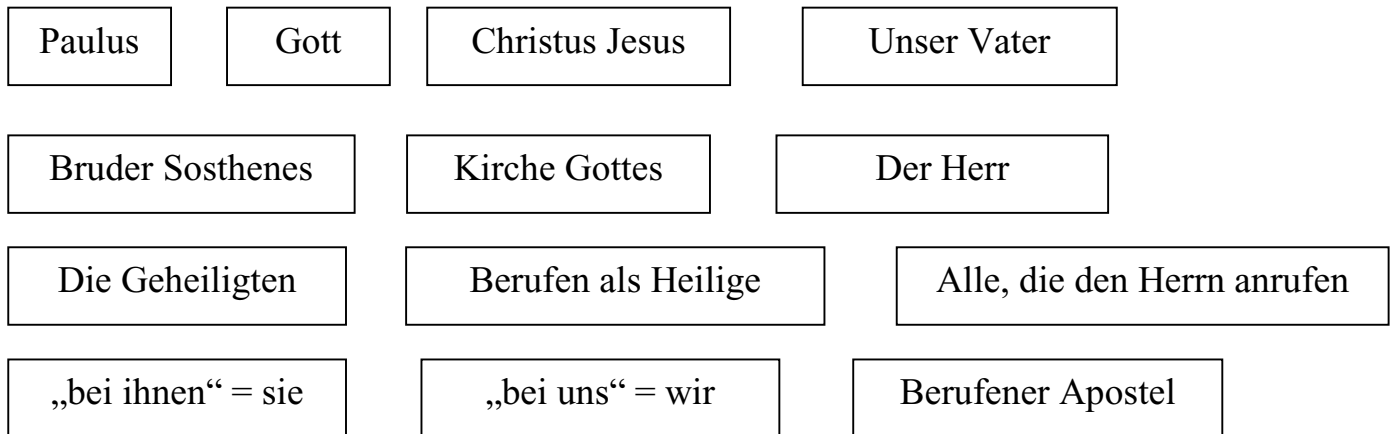 Paulus Gott Christus Jesus Unser Vater
Bruder Sosthenes Kirche Gottes Der Herr
Die Geheiligten Berufen als Heilige Alle, die den Herrn anrufen
„bei ihnen“ = sie „bei uns“ = wir Berufener Apostel